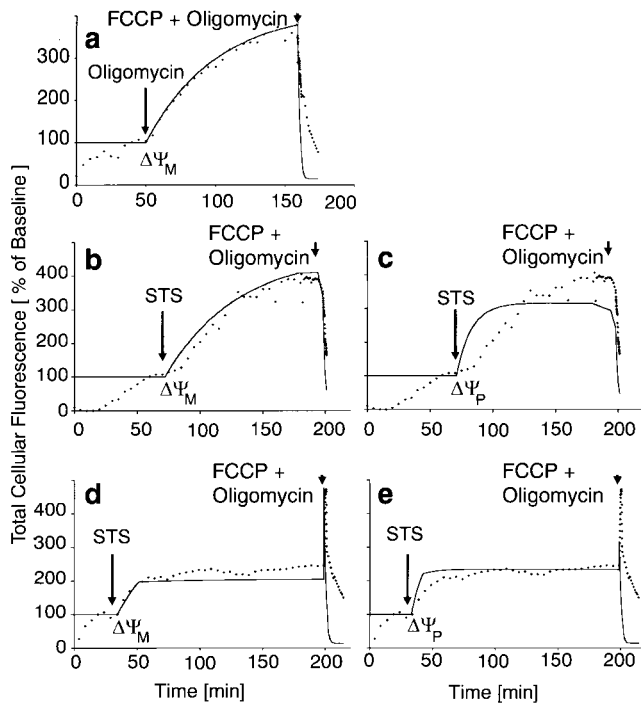 FCCP + Oligomycin
a
Oligomycin
ΔΨM
300
200
100
0
0 50 100 150 200
Total Cellular Fluorescence [ % of Baseline ]
b
FCCP +
Oligomycin
STS
ΔΨM
400
300
200
100
0
0 50 100 150 200
c
FCCP +
Oligomycin
STS
ΔΨP
0 50 100 150 200
d
FCCP +
Oligomycin
STS
ΔΨM
400
300
200
100
0
0 50 100 150 200
Time [min]
e
FCCP +
Oligomycin
STS
ΔΨP
0 50 100 150 200
Time [min]